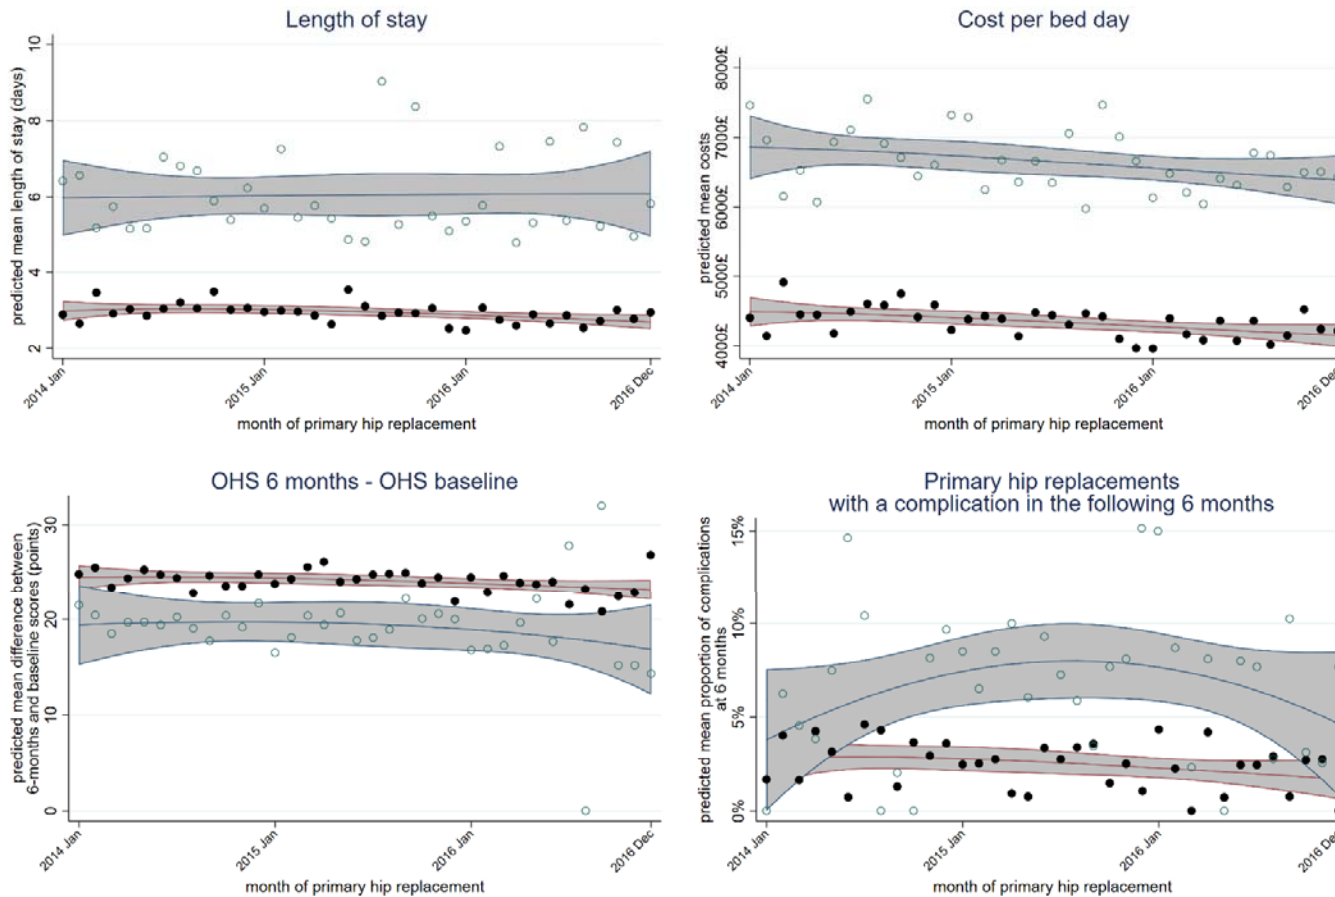 Length of stay
predicted mean length of stay (days)
10
8
6
4
2
2014 Jan
2015 Jan
2016 Jan
2016 Dec
month of primary hip replacement
Cost per bed day
predicted mean costs
8000£
7000£
6000£
5000£
4000£
2014 Jan
2015 Jan
2016 Jan
2016 Dec
month of primary hip replacement
OHS 6 months - OHS baseline
predicted mean difference between
6-months and baseline scores (points)
30
20
10
0
2014 Jan
2015 Jan
2016 Jan
2016 Dec
month of primary hip replacement
Primary hip replacements
with a complication in the following 6 months
predicted mean proportion of complications
at 6 months
15%
10%
5%
0%
2014 Jan
2015 Jan
2016 Jan
2016 Dec
month of primary hip replacement